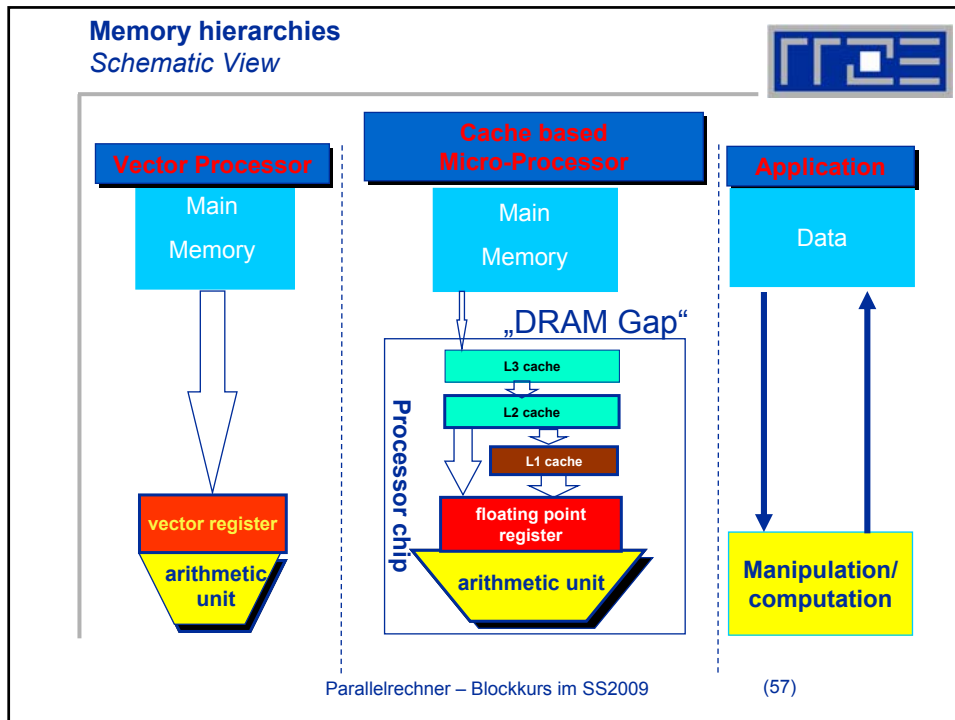 Memory hierarchies
Schematic View
Vector Processor
Main
Memory
vector register
arithmetic
unit
Cache based
Micro-Processor
Main
Memory
„DRAM Gap“
Processor chip
L3 cache
L2 cache
L1 cache
floating point
register
arithmetic unit
Application
Data
Manipulation/
computation
Parallelrechner – Blockkurs im SS2009
(57)